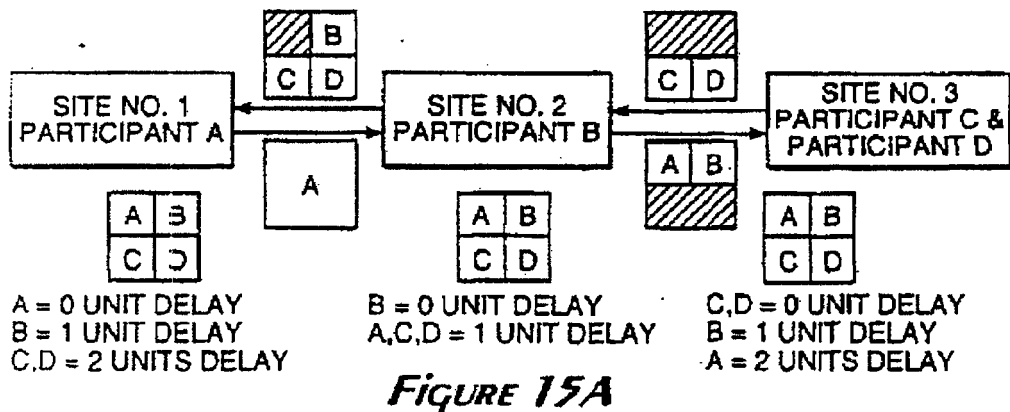 B
C D
SITE NO. 1
PARTICIPANT A
SITE NO. 2
PARTICIPANT B
C D
SITE NO. 3
PARTICIPANT C &
PARTICIPANT D
A
A B
A B
C D
A B
C D
A B
C D
A = 0 UNIT DELAY
B = 1 UNIT DELAY
C,D = 2 UNITS DELAY
B = 0 UNIT DELAY
A,C,D = 1 UNIT DELAY
C,D = 0 UNIT DELAY
B = 1 UNIT DELAY
A = 2 UNITS DELAY
FIGURE 15A